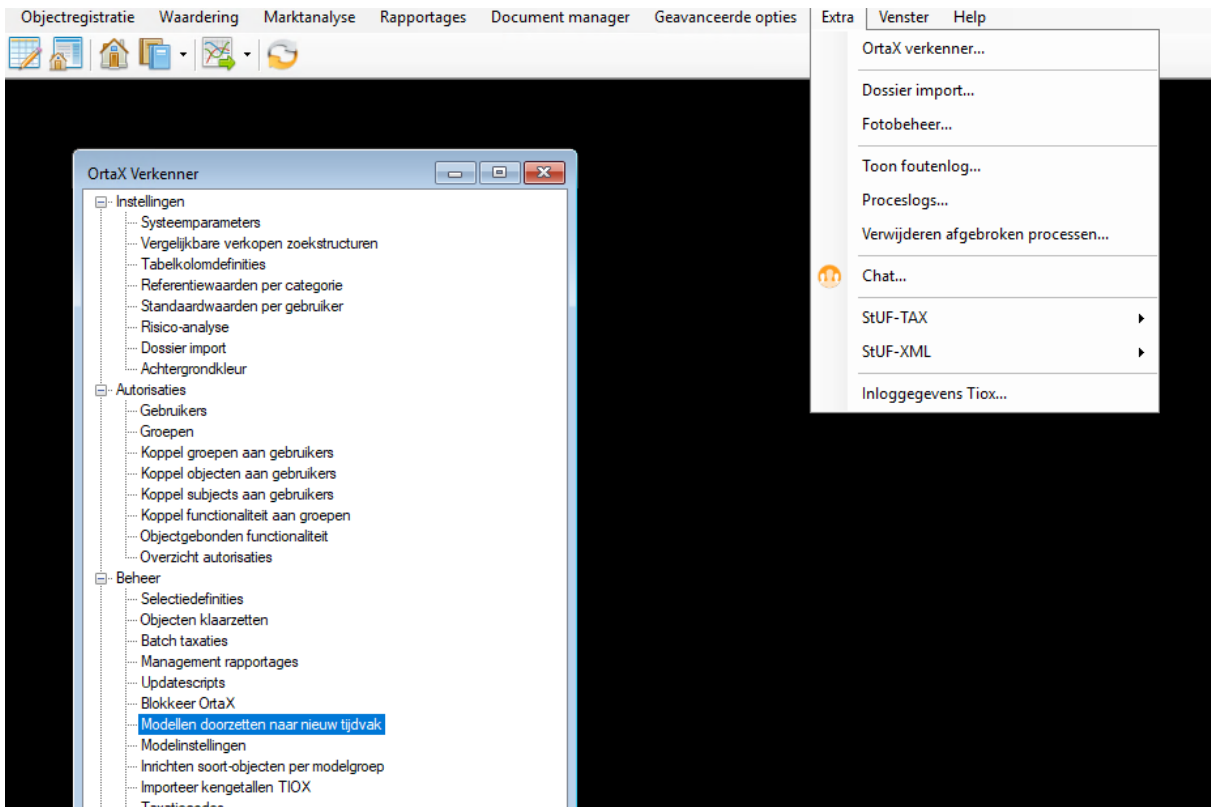 Objectregistratie Waardering Marktanalyse Rapportages Document manager Geavanceerde opties Extra Venster Help
OrtaX verkenner...
Dossier import...
Fotobeheer...
Toon foutenlog...
Proceslogs...
Verwijderen afgebroken processen...
Chat...
StUF-TAX
StUF-XML
Inloggegevens Tiox...
OrtaX Verkenner
Instellingen
Systeemparameters
Vergelijkbare verkopen zoekstructuren
Tabelkolomdefinities
Referentiewaarden per categorie
Standaardwaarden per gebruiker
Risico-analyse
Dossier import
Achtergrondkleur
Autorisaties
Gebruikers
Groepen
Koppel groepen aan gebruikers
Koppel objecten aan gebruikers
Koppel subjects aan gebruikers
Koppel functionaliteit aan groepen
Objectgebonden functionaliteit
Overzicht autorisaties
Beheer
Selectiedefinities
Objecten klaarzetten
Batch taxaties
Management rapportages
Updatescripts
Blokkeer OrtaX
Modellen doorzetten naar nieuw tijdvak
Modelinstellingen
Inrichten soort-objecten per modelgroep
Importeer kengetallen TIOX